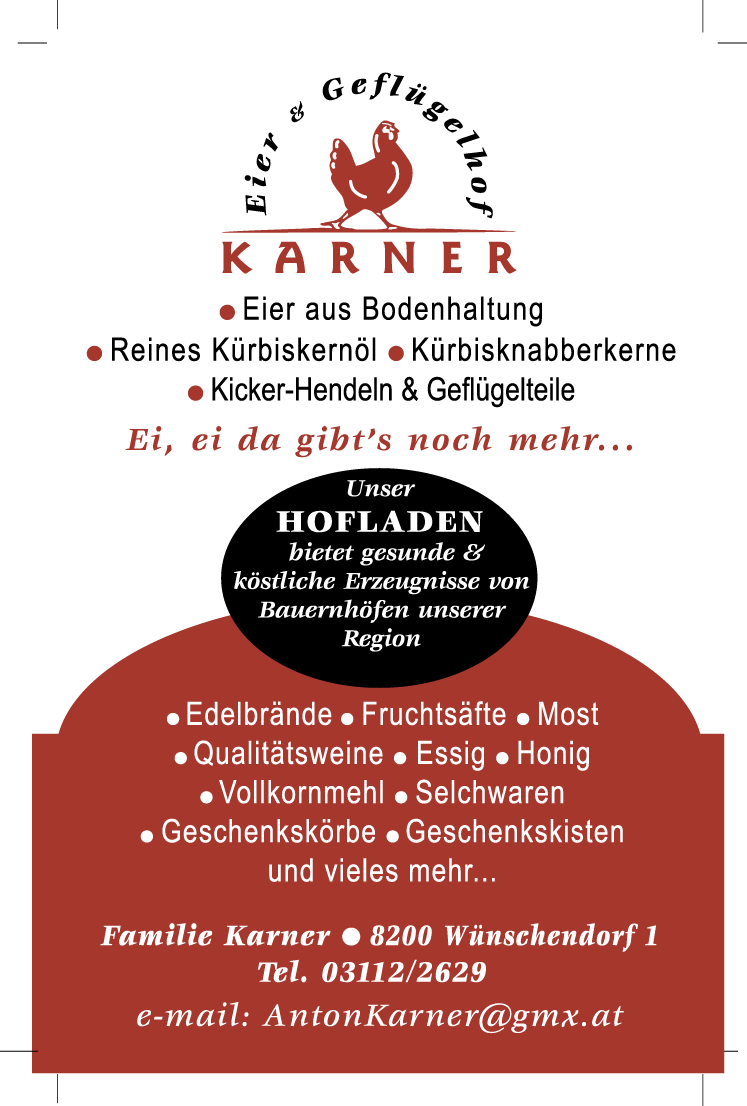 Eier & Geflügelhof
KARNER
● Eier aus Bodenhaltung
● Reines Kürbiskernöl ● Kürbisknabberkerne
● Kicker-Hendeln & Geflügelteile
Ei, ei da gibt's noch mehr...
Unser
HOFLADEN
bietet gesunde &
köstliche Erzeugnisse von
Bauernhöfen unserer
Region
● Edelbrände ● Fruchtsäfte ● Most
● Qualitätsweine ● Essig ● Honig
● Vollkornmehl ● Selchwaren
● Geschenkskörbe ● Geschenkskisten
und vieles mehr...
Familie Karner ● 8200 Wünschendorf 1
Tel. 03112/2629
e-mail: AntonKarner@gmx.at